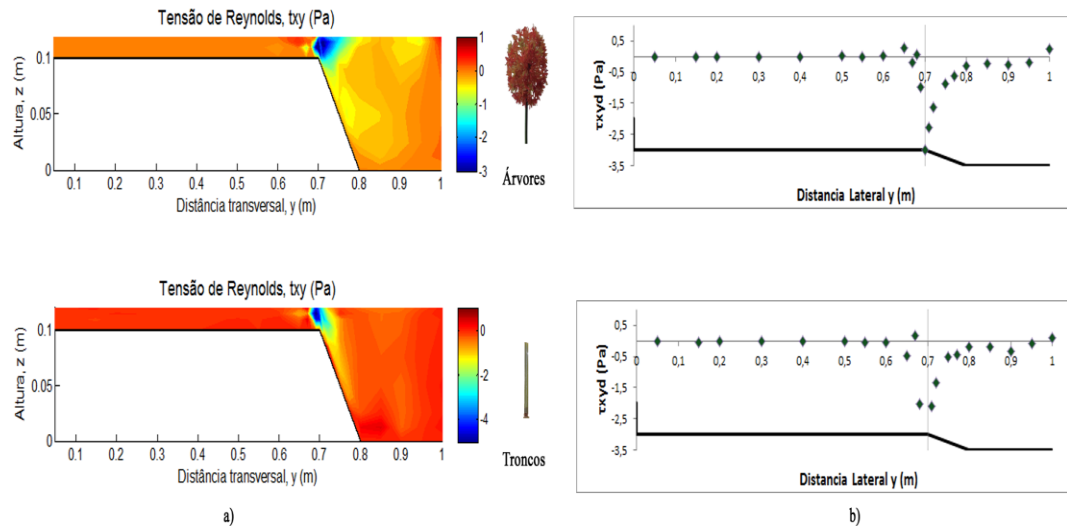 Tensão de Reynolds, txy (Pa)
Altura, z (m)
0.1
0.05
0
0.1 0.2 0.3 0.4 0.5 0.6 0.7 0.8 0.9 1
Distância transversal, y (m)
1
0
-1
-2
-3
Árvores
0,5
-0,5
-1,5
-2,5
-3,5
0 0,1 0,2 0,3 0,4 0,5 0,6 0,7 0,8 0,9 1
τxyd (Pa)
Distancia Lateral y (m)
Tensão de Reynolds, txy (Pa)
Altura, z (m)
0.1
0.05
0
0.1 0.2 0.3 0.4 0.5 0.6 0.7 0.8 0.9 1
Distância transversal, y (m)
0
-2
-4
Troncos
0,5
-0,5
-1,5
-2,5
-3,5
0 0,1 0,2 0,3 0,4 0,5 0,6 0,7 0,8 0,9 1
τxyd (Pa)
Distancia Lateral y (m)
a)
b)